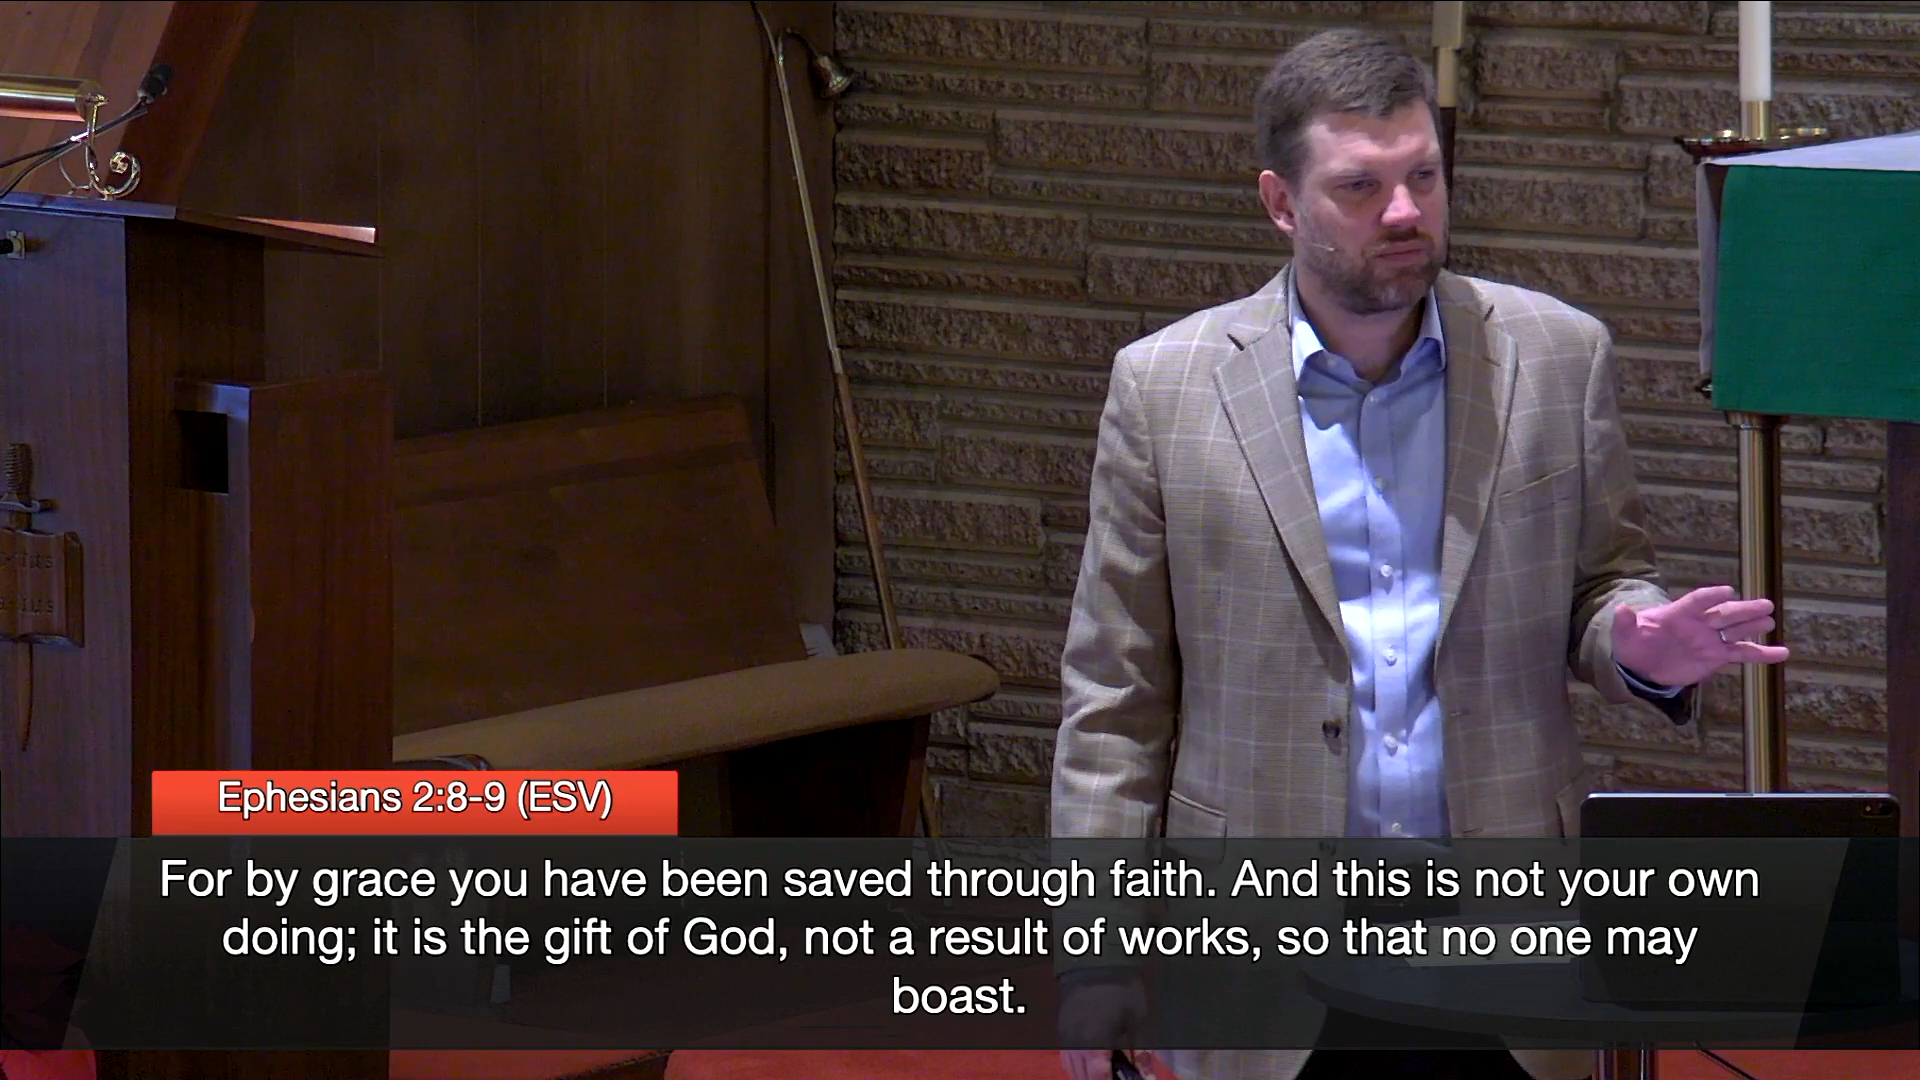 Ephesians 2:8-9 (ESV)
For by grace you have been saved through faith. And this is not your own
doing; it is the gift of God, not a result of works, so that no one may
boast.